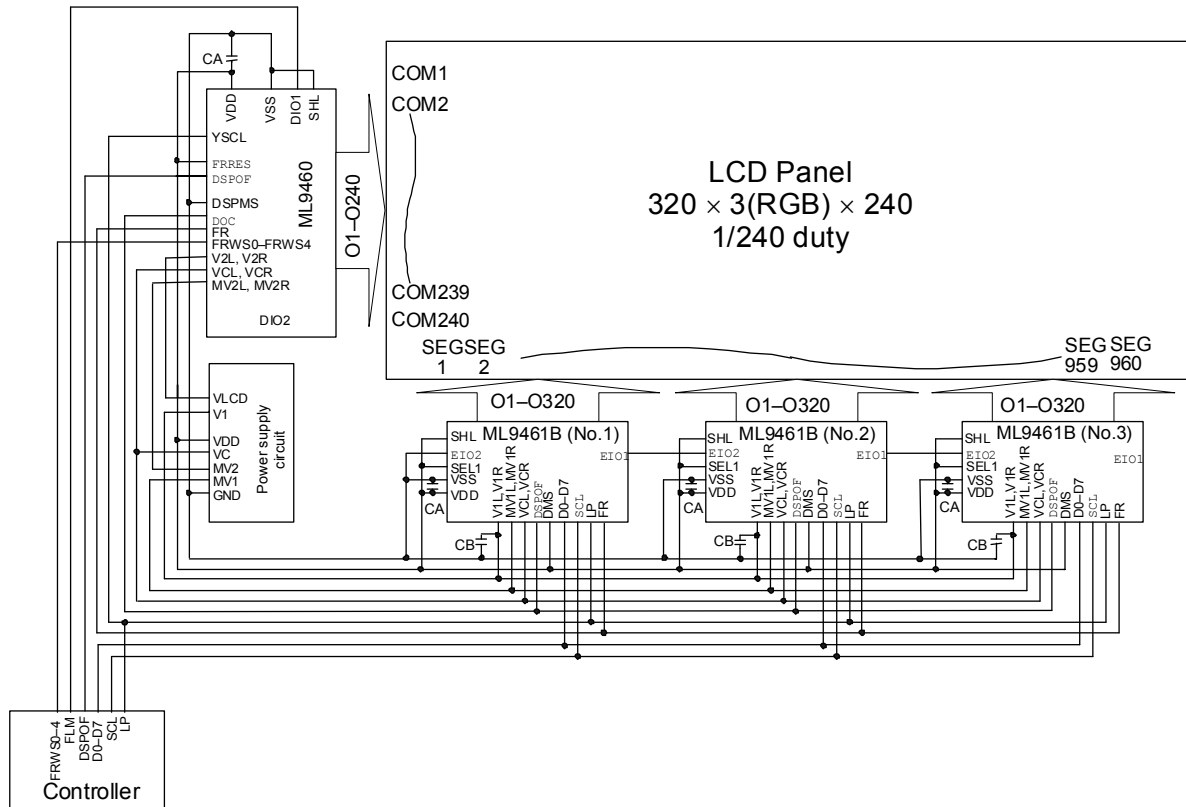 CA
VDD
VSS
DIO1
SHL
YSCL
FRRES
DSPOF
DSPMS
DOC
FR
FRWS0–FRWS4
V2L, V2R
VCL, VCR
MV2L, MV2R
ML9460
DIO2
O1–O240
COM1
COM2
COM239
COM240
LCD Panel
320 × 3(RGB) × 240
1/240 duty
SEG SEG
1 2
SEG SEG
959 960
VLCD
V1
VDD
VC
MV2
MV1
GND
Power supply
circuit
O1–O320
ML9461B (No.1)
SHL
EIO2
SEL1
VSS
VDD
EIO1
V1L,V1R
MV1L,MV1R
VCL,VCR
DSPOF
DMS
D0–D7
SCL
LP
FR
CA
CB
O1–O320
ML9461B (No.2)
SHL
EIO2
SEL1
VSS
VDD
EIO1
V1L,V1R
MV1L,MV1R
VCL,VCR
DSPOF
DMS
D0–D7
SCL
LP
FR
CA
CB
O1–O320
ML9461B (No.3)
SHL
EIO2
SEL1
VSS
VDD
EIO1
V1L,V1R
MV1L,MV1R
VCL,VCR
DSPOF
DMS
D0–D7
SCL
LP
FR
CA
CB
FRWS0–4
FLM
DSPOF
D0–D7
SCL
LP
Controller